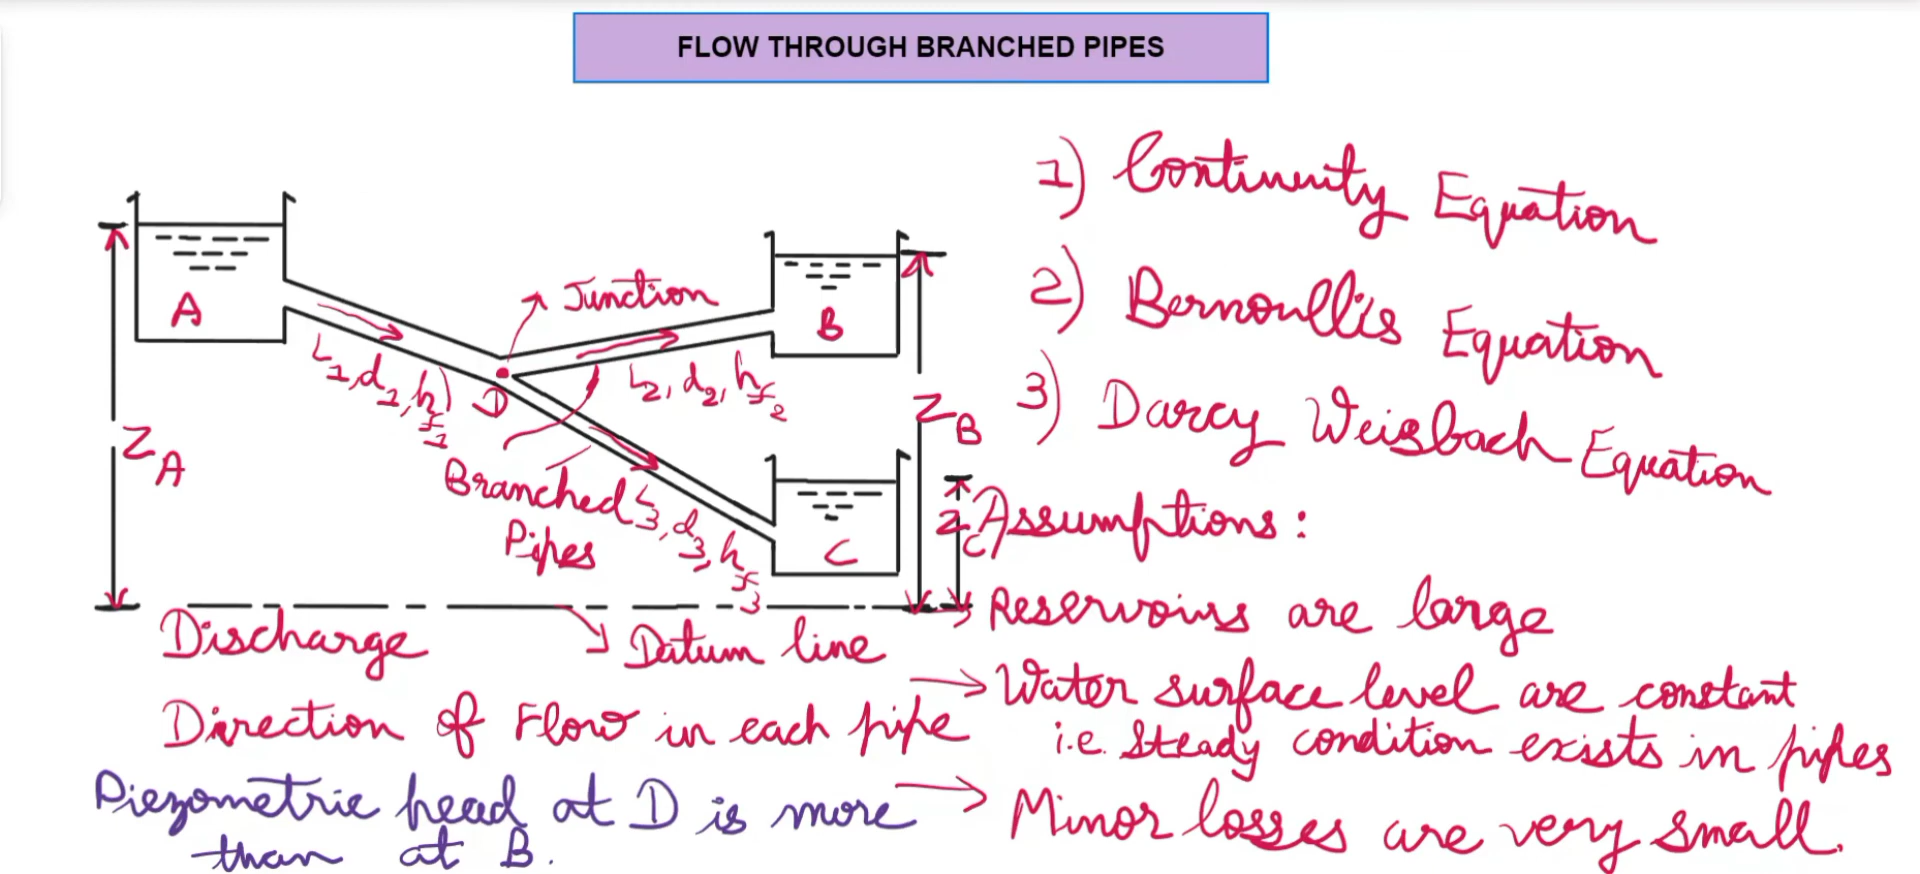 FLOW THROUGH BRANCHED PIPES
1) Continuity Equation
2) Bernoullis Equation
3) Darcy Weisbach Equation
A
Junction
B
L1, d1, hf1
D
L2, d2, hf2
ZA
ZB
Branched
Pipes
L3, d3, hf3
C
ZC
Assumptions:
Datum line
Reservoirs are large
Water surface level are constant
i.e. Steady condition exists in pipes
Minor losses are very small.
Discharge
Direction of Flow in each pipe
Piezometric head at D is more
than at B.